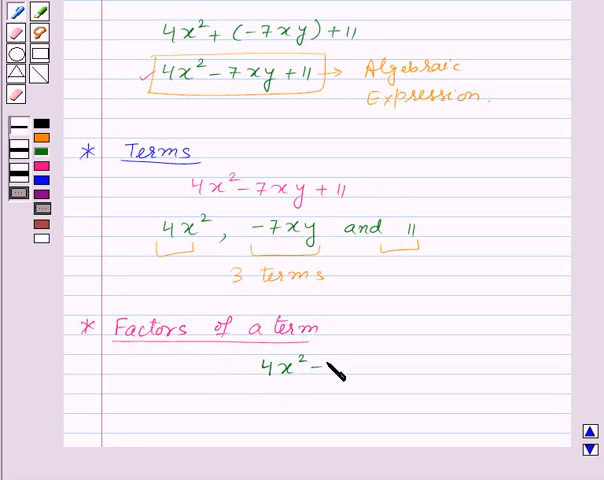 4x² + (-7xy) + 11
4x² - 7xy + 11 → Algebraic
Expression.
* Terms
4x² - 7xy + 11
4x², -7xy and 11
3 terms
* Factors of a term
4x² -